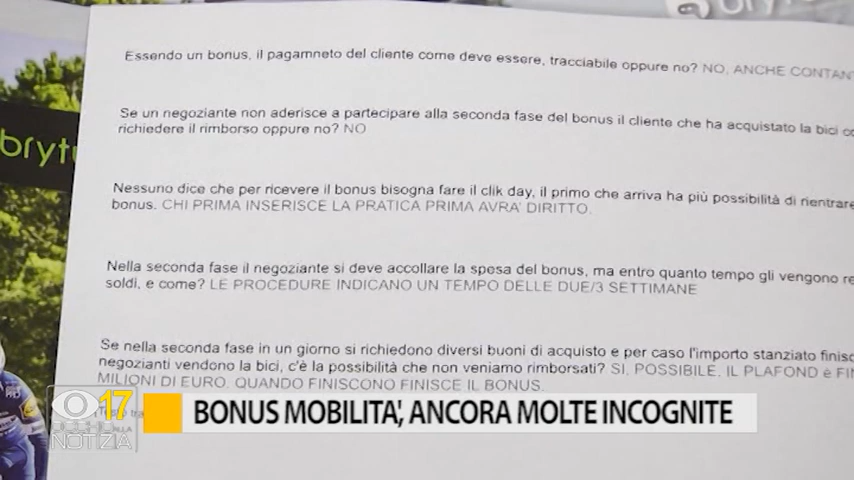 bryt
Essendo un bonus, il pagamneto del cliente come deve essere, tracciabile oppure no? NO, ANCHE CONTAN
Se un negoziante non aderisce a partecipare alla seconda fase del bonus il cliente che ha acquistato la bici
richiedere il rimborso oppure no? NO
brytu
Nessuno dice che per ricevere il bonus bisogna fare il clik day, il primo che arriva ha più possibilità di rientrare
bonus. CHI PRIMA INSERISCE LA PRATICA PRIMA AVRA' DIRITTO.
Nella seconda fase il negoziante si deve accollare la spesa del bonus, ma entro quanto tempo gli vengono
soldi, e come? LE PROCEDURE INDICANO UN TEMPO DELLE DUE/3 SETTIMANE
Se nella seconda fase in un giorno si richiedono diversi buoni di acquisto e per caso l'importo stanziato finisc
negozianti vendono la bici, c'è la possibilità che non veniamo rimborsati? SI, POSSIBILE, IL PLAFOND è FI
MILIONI DI EURO. QUANDO FINISCONO FINISCE IL BONUS.
17
OCCHIO ALLA
NOTIZIA
BONUS MOBILITA', ANCORA MOLTE INCOGNITE